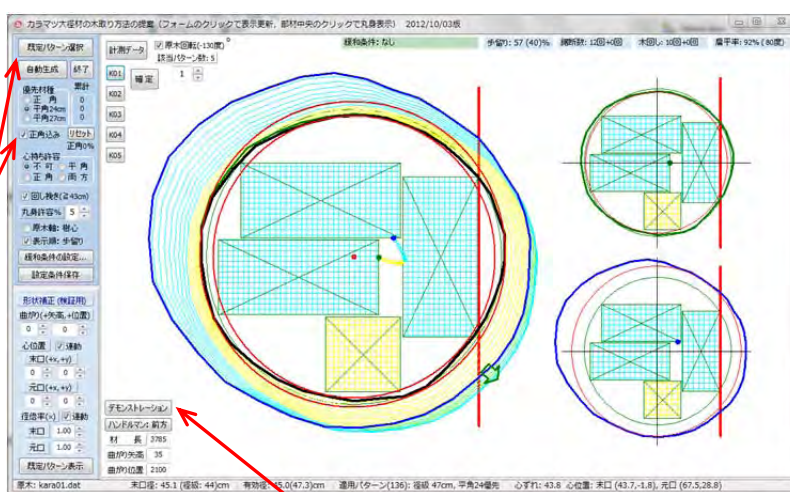 カラマツ大径材の木取り方法の提案(フォームのクリックで表示更新、部材中央のクリックで丸身表示) 2012/10/03版
既定パターン選択
自動生成 終了
優先材種 累計
正 角 0
平角24cm 0
平角27cm 0
正角込み リセット
正角0%
心持ち許容
不 可 平 角
正 角 両 方
回し挽き(≧45cm)
丸身許容% 5
原木軸: 樹心
表示順: 歩留り
緩和条件の設定...
設定条件保存
形状補正 (検証用)
曲がり(+矢高,+位置)
0 0
心位置 連動
末口(+x,+y)
0 0
元口(+x,+y)
0 0
径倍率(×) 連動
末口 1.00
元口 1.00
既定パターン表示
計測データ 原木回転(-130度)
該当パターン数: 5
K01 確 定 1
K02
K03
K04
K05
緩和条件: なし 歩留り: 57 (40)% 鋸断数: 12回+0回 木回し: 10回+0回 扁平率: 92% (80度)
デモンストレーション
ハンドルマン: 前方
材 長 3785
曲がり矢高 35
曲がり位置 2100
原木: kara01.dat 末口径: 45.1 (径級: 44)cm 有効径: 45.0(47.3)cm 適用パターン(136): 径級 47cm, 平角24優先 心ずれ: 43.8 心位置: 末口 (43.7,-1.8), 元口 (67.5,28.8)